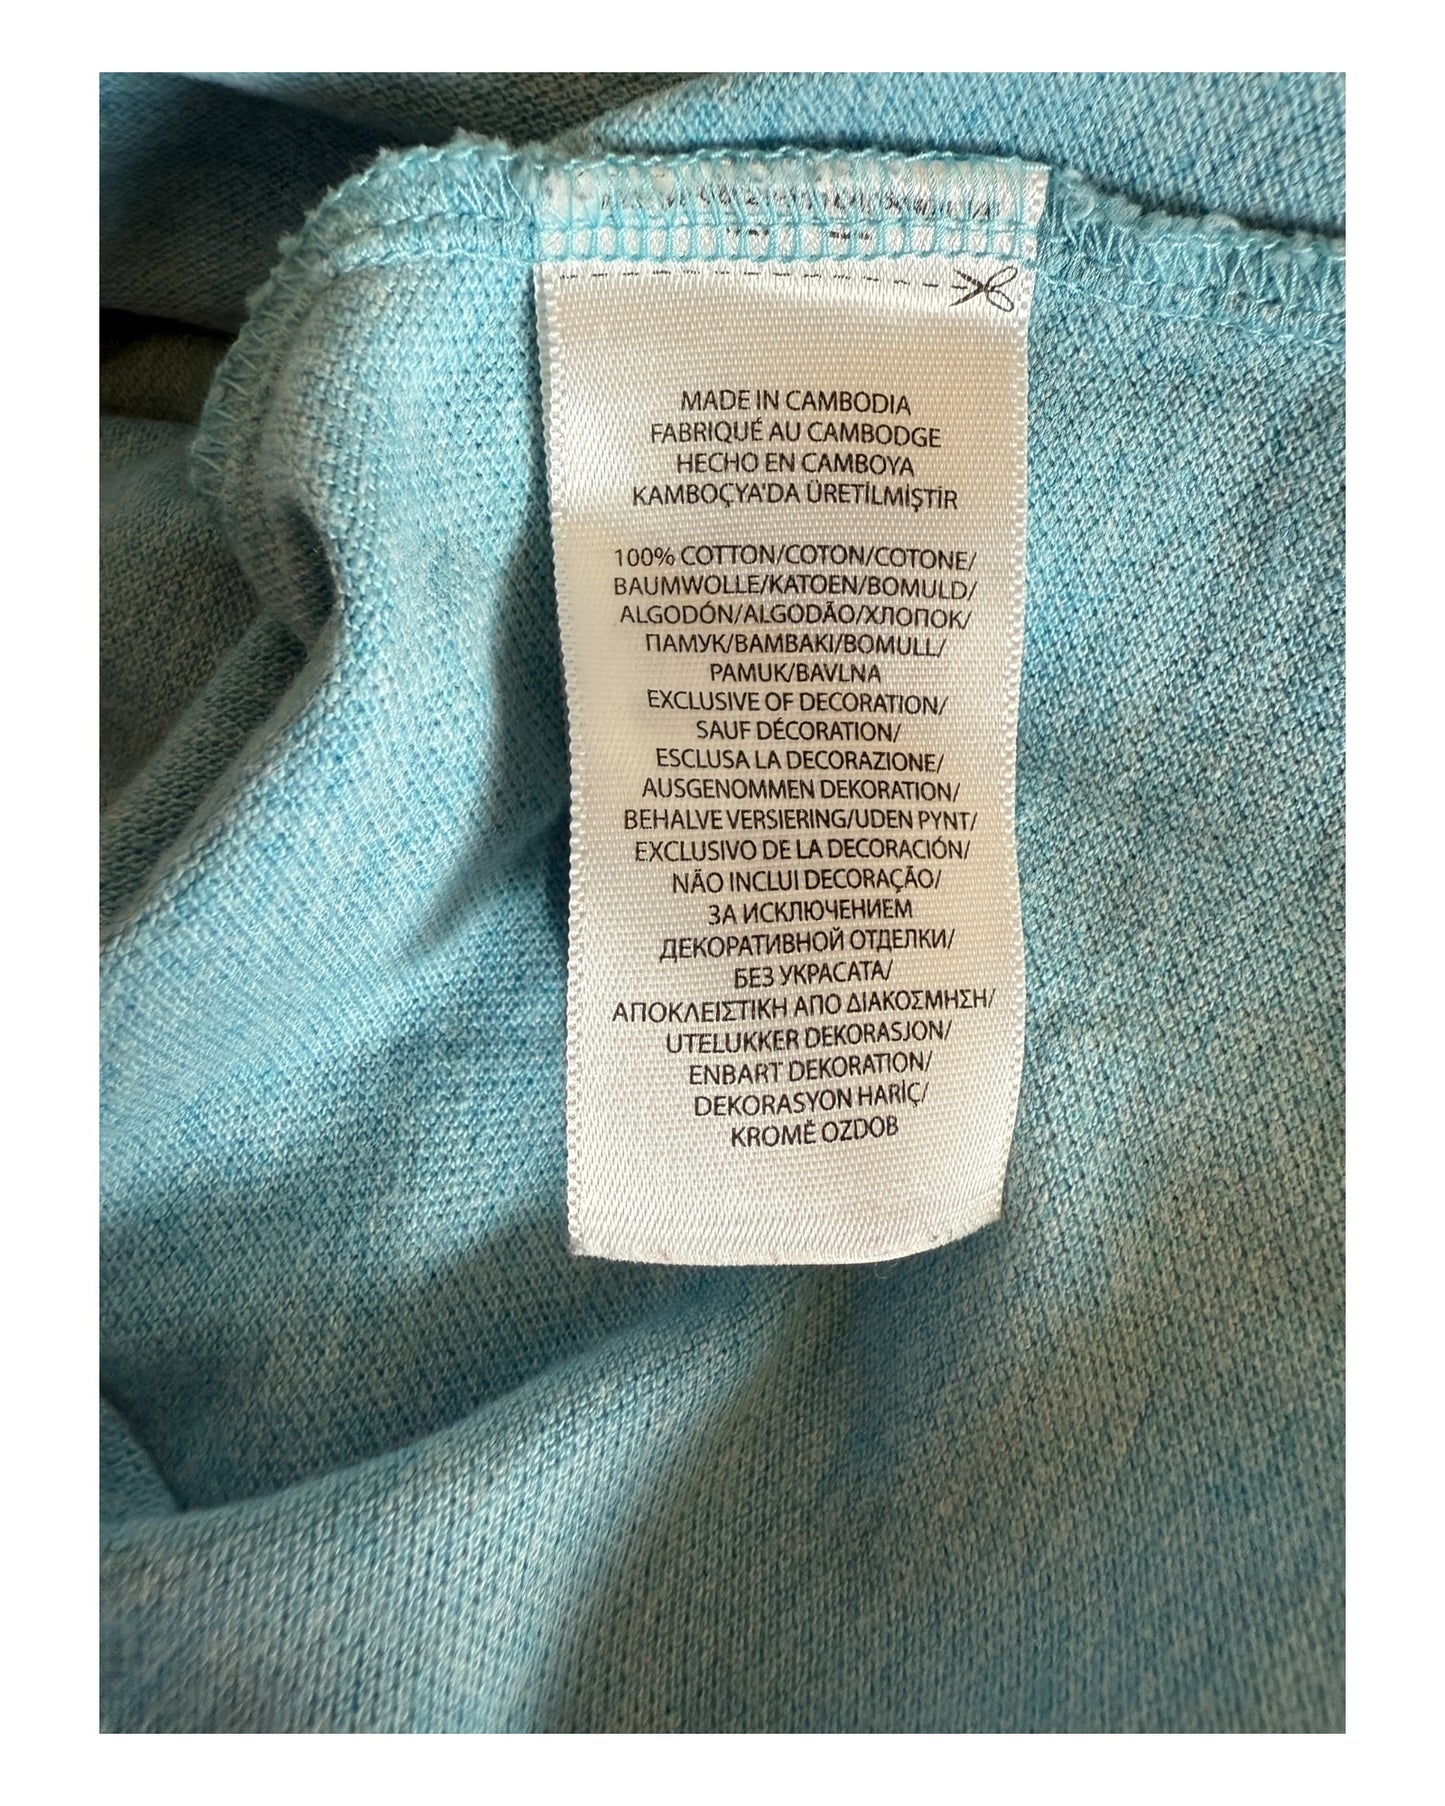 MADE IN CAMBODIA
FABRIQUÉ AU CAMBODGE
HECHO EN CAMBOYA
KAMBOÇYA'DA ÜRETİLMİŞTİR
100% COTTON/COTON/COTONE/
BAUMWOLLE/KATOEN/BOMULD/
ALGODÓN/ALGODÃO/ХЛОПОК/
ПАМУК/BAMBAKI/BOMULL/
PAMUK/BAVLNA
EXCLUSIVE OF DECORATION/
SAUF DÉCORATION/
ESCLUSA LA DECORAZIONE/
AUSGENOMMEN DEKORATION/
BEHALVE VERSIERING/UDEN PYNT/
EXCLUSIVO DE LA DECORACIÓN/
NÃO INCLUI DECORAÇÃO/
ЗА ИСКЛЮЧЕНИЕМ
ДЕКОРАТИВНОЙ ОТДЕЛКИ/
БЕЗ УКРАСАТА/
ΑΠΟΚΛΕΙΣΤΙΚΗ ΑΠΟ ΔΙΑΚΟΣΜΗΣΗ/
UTELUKKER DEKORASJON/
ENBART DEKORATION/
DEKORASYON HARİÇ/
KROMĚ OZDOB